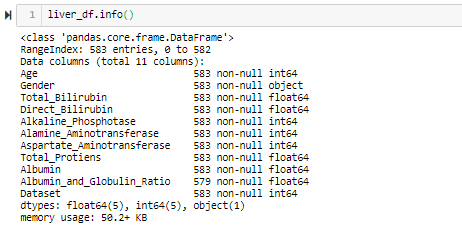 1 liver_df.info()
<class 'pandas.core.frame.DataFrame'>
RangeIndex: 583 entries, 0 to 582
Data columns (total 11 columns):
Age                           583 non-null int64
Gender                        583 non-null object
Total_Bilirubin               583 non-null float64
Direct_Bilirubin              583 non-null float64
Alkaline_Phosphotase          583 non-null int64
Alamine_Aminotransferase      583 non-null int64
Aspartate_Aminotransferase    583 non-null int64
Total_Protiens                583 non-null float64
Albumin                       583 non-null float64
Albumin_and_Globulin_Ratio    579 non-null float64
Dataset                       583 non-null int64
dtypes: float64(5), int64(5), object(1)
memory usage: 50.2+ KB